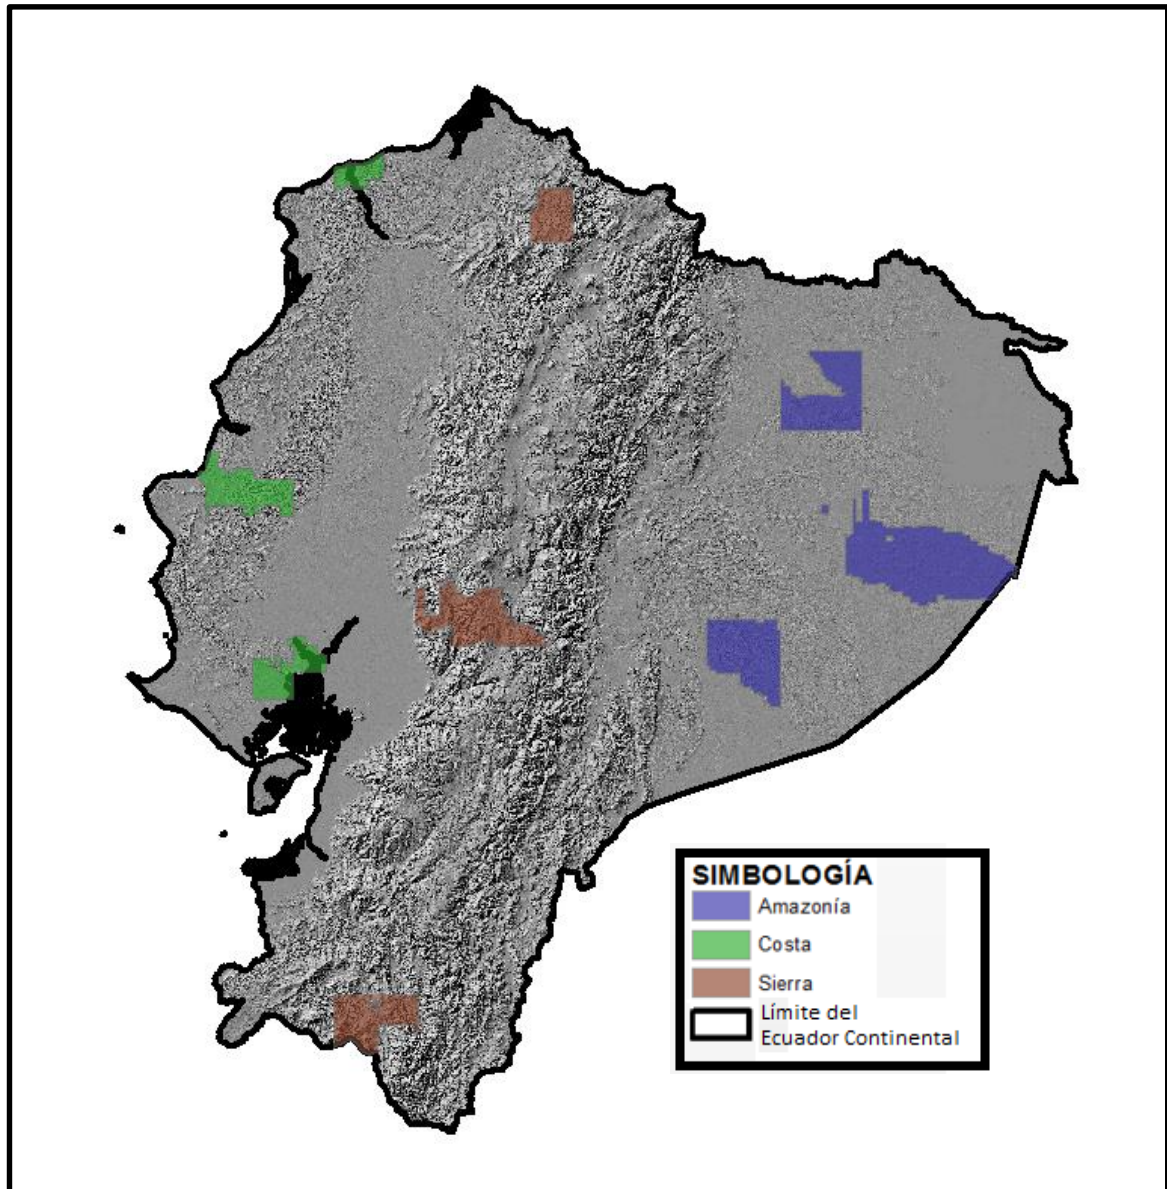 SIMBOLOGÍA
Amazonía
Costa
Sierra
Límite del
Ecuador Continental